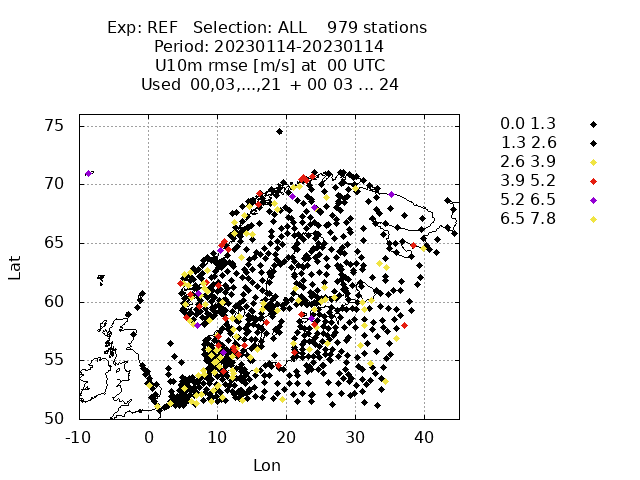 Exp: REF   Selection: ALL    979 stations
Period: 20230114-20230114
U10m rmse [m/s] at  00 UTC
Used  00,03,...,21  + 00 03 ... 24
75
70
65
60
55
50
-10 0 10 20 30 40
Lat
Lon
0.0 1.3
1.3 2.6
2.6 3.9
3.9 5.2
5.2 6.5
6.5 7.8